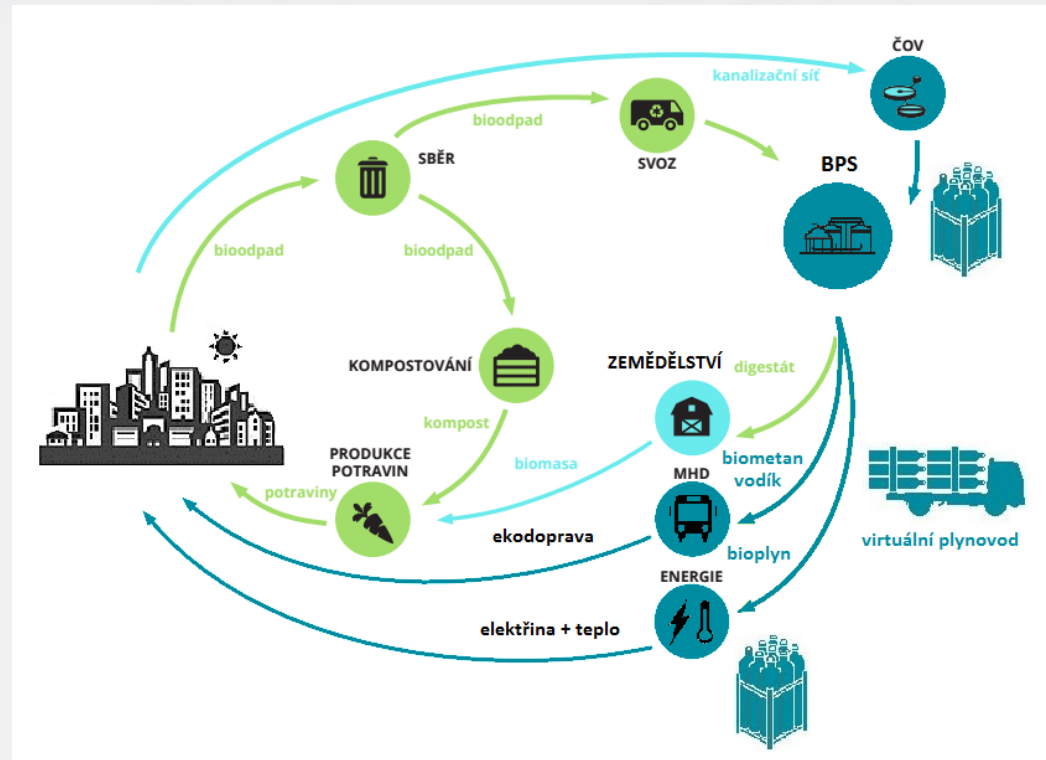 ČOV
kanalizační síť
bioodpad
SBĚR
SVOZ
BPS
bioodpad
bioodpad
KOMPOSTOVÁNÍ
ZEMĚDĚLSTVÍ
digestát
kompost
PRODUKCE
POTRAVIN
biomasa
biometan
vodík
MHD
potraviny
ekodoprava
bioplyn
virtuální plynovod
ENERGIE
elektřina + teplo